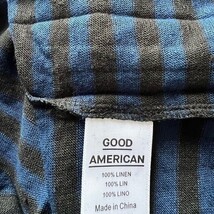 GOOD
AMERICAN
100% LINEN
100% LIN
100% LINO
Made in China